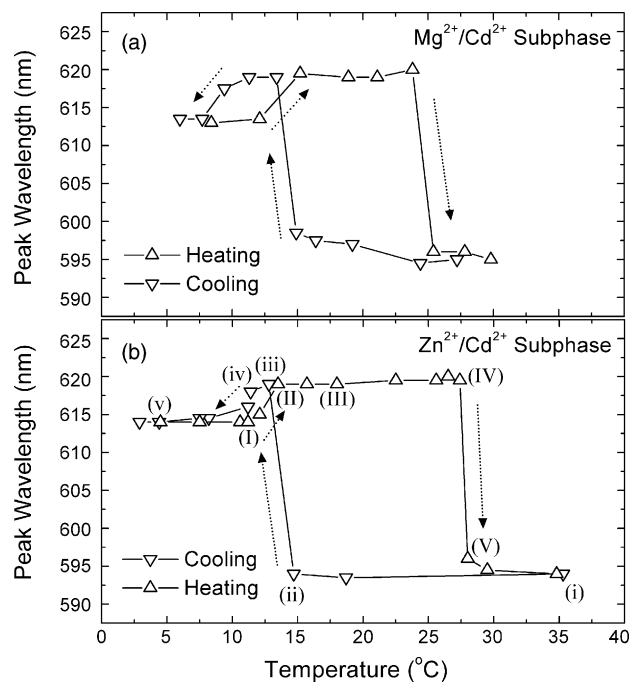 (a)
Mg2+/Cd2+ Subphase
Peak Wavelength (nm)
620
615
610
605
600
595
590
Heating
Cooling
(b)
Zn2+/Cd2+ Subphase
Peak Wavelength (nm)
620
615
610
605
600
595
590
(v)
(iv)
(iii)
(I)
(II)
(III)
(IV)
(V)
(ii)
(i)
Cooling
Heating
0 5 10 15 20 25 30 35 40
Temperature (oC)